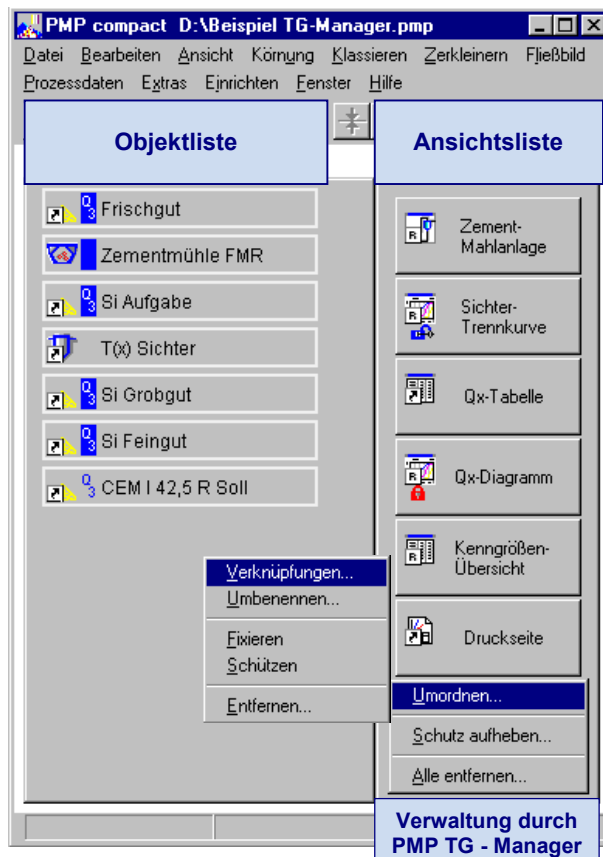 PMP compact D:\Beispiel TG-Manager.pmp
Datei Bearbeiten Ansicht Körnung Klassieren Zerkleinern Fließbild
Prozessdaten Extras Einrichten Fenster Hilfe
Objektliste
Ansichtsliste
Q3 Frischgut
Zementmühle FMR
Q3 Si Aufgabe
T(x) Sichter
Q3 Si Grobgut
Q3 Si Feingut
Q3 CEM I 42,5 R Soll
R Zement-
Mahlanlage
R Sichter-
Trennkurve
Qx-Tabelle
R Qx-Diagramm
R Kenngrößen-
Übersicht
Druckseite
Verknüpfungen...
Umbenennen...
Fixieren
Schützen
Entfernen...
Umordnen...
Schutz aufheben...
Alle entfernen...
Verwaltung durch
PMP TG - Manager